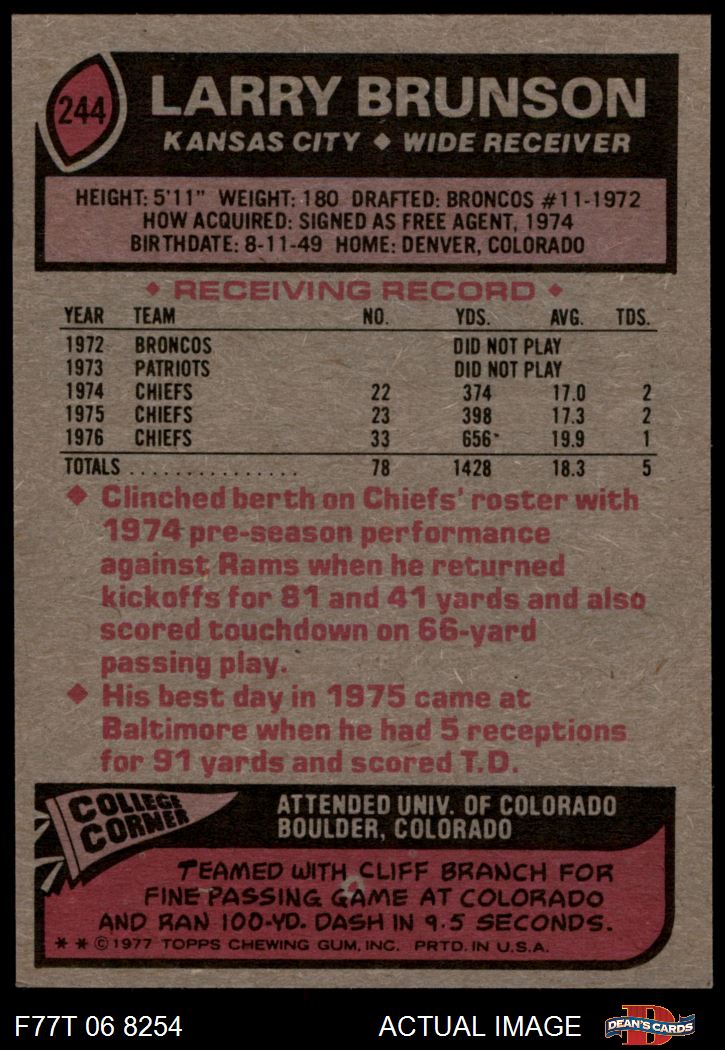 244
LARRY BRUNSON
KANSAS CITY ◆ WIDE RECEIVER
HEIGHT: 5'11" WEIGHT: 180 DRAFTED: BRONCOS #11-1972
HOW ACQUIRED: SIGNED AS FREE AGENT, 1974
BIRTHDATE: 8-11-49 HOME: DENVER, COLORADO
◆ RECEIVING RECORD ◆
YEAR TEAM NO. YDS. AVG. TDS.
1972 BRONCOS DID NOT PLAY
1973 PATRIOTS DID NOT PLAY
1974 CHIEFS 22 374 17.0 2
1975 CHIEFS 23 398 17.3 2
1976 CHIEFS 33 656 19.9 1
TOTALS ............... 78 1428 18.3 5
◆ Clinched berth on Chiefs' roster with
1974 pre-season performance
against Rams when he returned
kickoffs for 81 and 41 yards and also
scored touchdown on 66-yard
passing play.
◆ His best day in 1975 came at
Baltimore when he had 5 receptions
for 91 yards and scored T.D.
COLLEGE
CORNER
ATTENDED UNIV. OF COLORADO
BOULDER, COLORADO
TEAMED WITH CLIFF BRANCH FOR
FINE PASSING GAME AT COLORADO
AND RAN 100-YD. DASH IN 9.5 SECONDS.
* * © 1977 TOPPS CHEWING GUM, INC. PRTD. IN U.S.A.
F77T 06 8254 ACTUAL IMAGE
DEAN'S CARDS